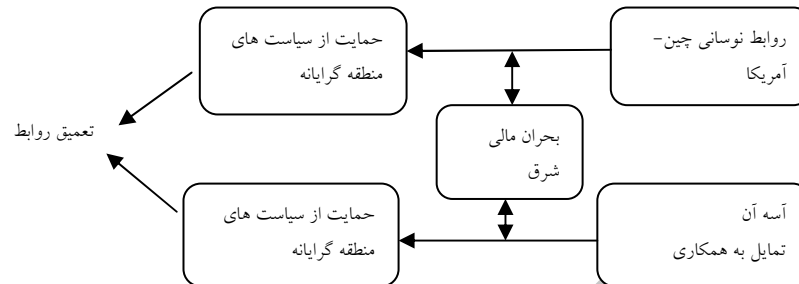 روابط نوسانی چین–
آمریکا
حمایت از سیاست های
منطقه گرایانه
بحران مالی
شرق
تعمیق روابط
آسه آن
تمایل به همکاری
حمایت از سیاست های
منطقه گرایانه